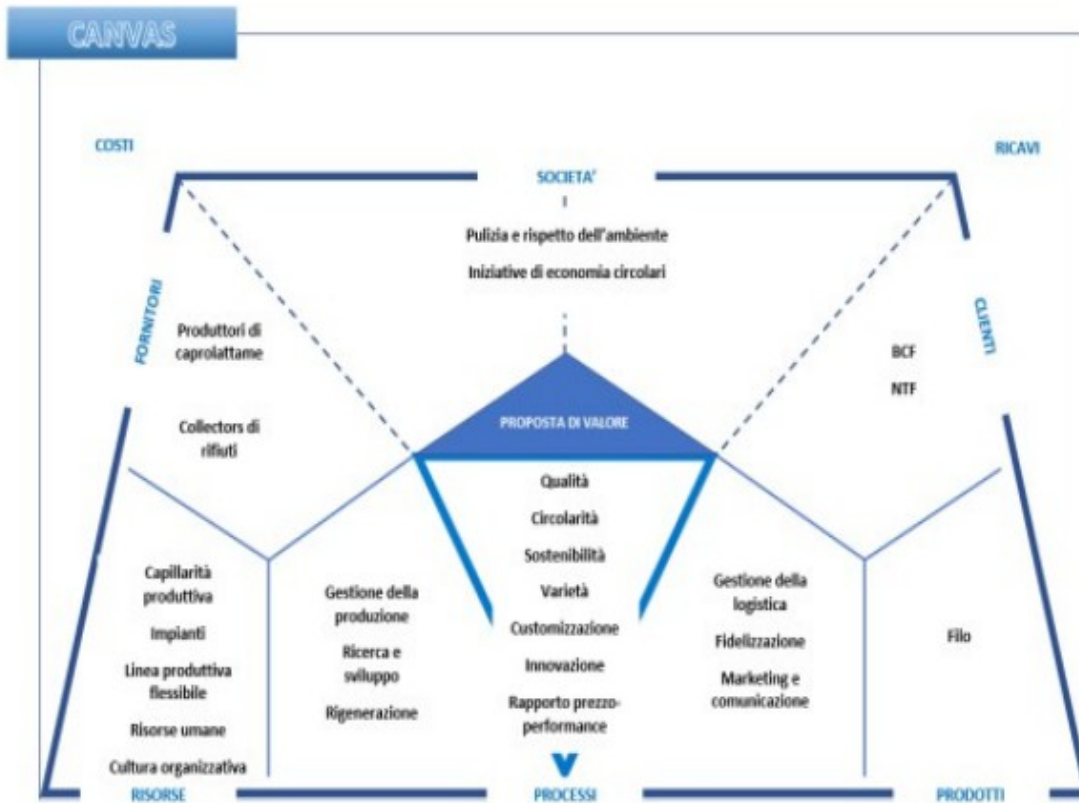 CANVAS
COSTI
RICAVI
SOCIETA'
Pulizia e rispetto dell'ambiente
Iniziative di economia circolari
FORNITORI
Produttori di
caprolattame
Collectors di
rifiuti
CLIENTI
BCF
NTF
PROPOSTA DI VALORE
Qualità
Circolarità
Sostenibilità
Varietà
Customizzazione
Innovazione
Rapporto prezzo-
performance
Capillarità
produttiva
Impianti
Linea produttiva
flessibile
Risorse umane
Cultura organizzativa
Gestione della
produzione
Ricerca e
sviluppo
Rigenerazione
Gestione della
logistica
Fidelizzazione
Marketing e
comunicazione
Filo
RISORSE
PROCESSI
PRODOTTI